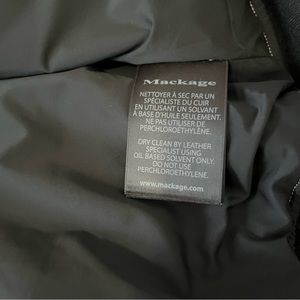 Mackage
NETTOYER À SEC PAR UN
SPÉCIALISTE DU CUIR
EN UTILISANT UN SOLVANT
À BASE D'HUILE SEULEMENT.
NE PAS UTILISER DE
PERCHLOROÉTHYLÈNE.
DRY CLEAN BY LEATHER
SPECIALIST USING
OIL BASED SOLVENT ONLY.
DO NOT USE
PERCHLOROETHYLENE.
www.mackage.com